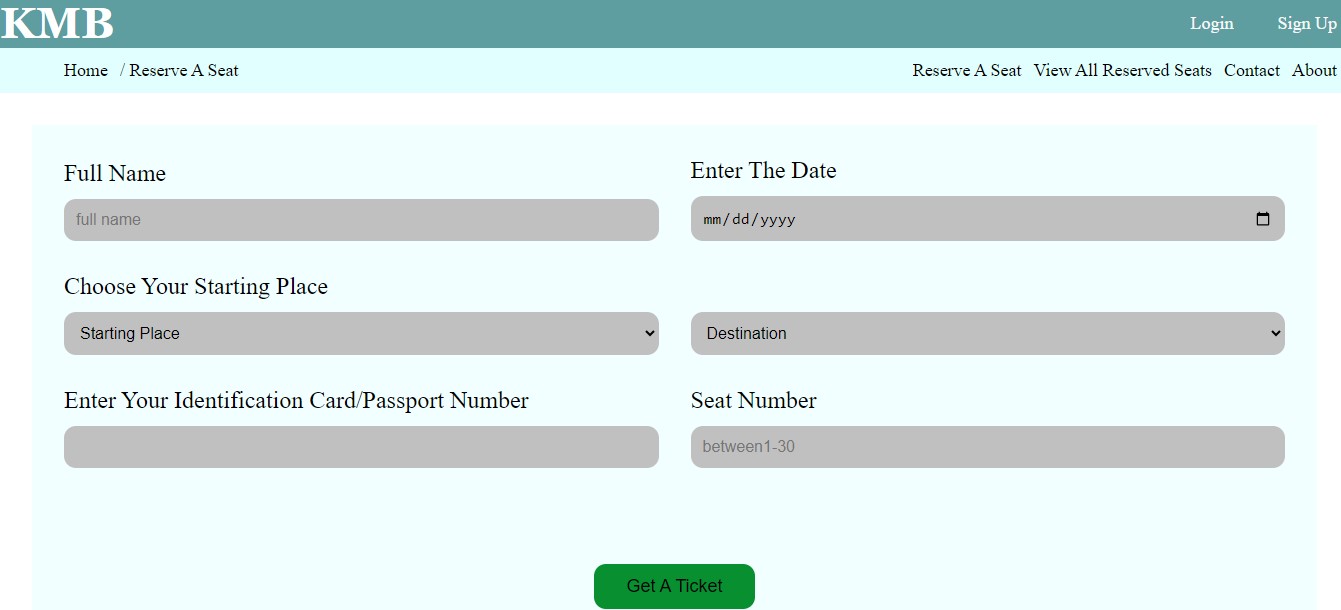 KMB
Login Sign Up
Home / Reserve A Seat
Reserve A Seat View All Reserved Seats Contact About
Full Name
full name
Enter The Date
mm/dd/yyyy
Choose Your Starting Place
Starting Place
Destination
Enter Your Identification Card/Passport Number
Seat Number
between1-30
Get A Ticket